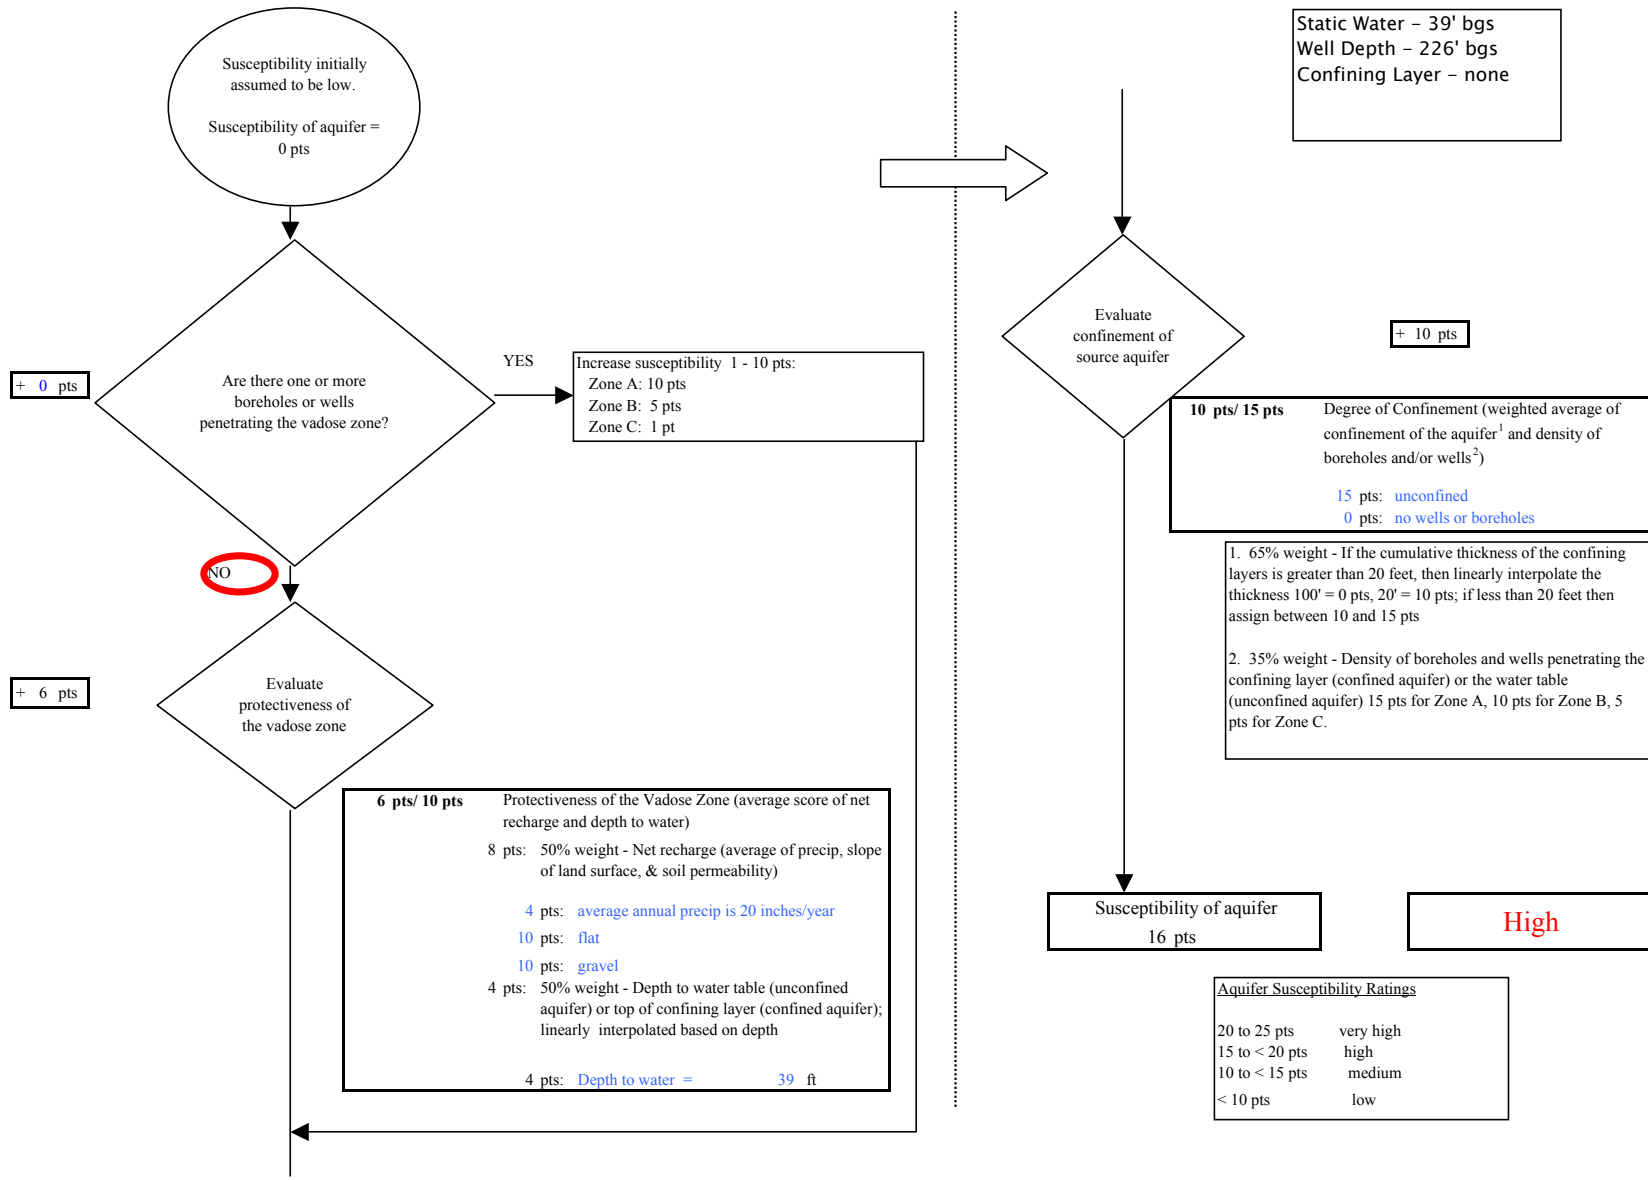 Susceptibility initially
assumed to be low.
Susceptibility of aquifer =
0 pts
+ 0 pts
Are there one or more
boreholes or wells
penetrating the vadose zone?
YES
Increase susceptibility 1 - 10 pts:
Zone A: 10 pts
Zone B: 5 pts
Zone C: 1 pt
NO
+ 6 pts
Evaluate
protectiveness of
the vadose zone
6 pts/ 10 pts Protectiveness of the Vadose Zone (average score of net
recharge and depth to water)
8 pts: 50% weight - Net recharge (average of precip, slope
of land surface, & soil permeability)
4 pts: average annual precip is 20 inches/year
10 pts: flat
10 pts: gravel
4 pts: 50% weight - Depth to water table (unconfined
aquifer) or top of confining layer (confined aquifer);
linearly interpolated based on depth
4 pts: Depth to water = 39 ft
Static Water – 39' bgs
Well Depth – 226' bgs
Confining Layer – none
Evaluate
confinement of
source aquifer
+ 10 pts
10 pts/ 15 pts Degree of Confinement (weighted average of
confinement of the aquifer1 and density of
boreholes and/or wells2)
15 pts: unconfined
0 pts: no wells or boreholes
1. 65% weight - If the cumulative thickness of the confining
layers is greater than 20 feet, then linearly interpolate the
thickness 100' = 0 pts, 20' = 10 pts; if less than 20 feet then
assign between 10 and 15 pts
2. 35% weight - Density of boreholes and wells penetrating the
confining layer (confined aquifer) or the water table
(unconfined aquifer) 15 pts for Zone A, 10 pts for Zone B, 5
pts for Zone C.
Susceptibility of aquifer
16 pts
High
Aquifer Susceptibility Ratings
20 to 25 pts very high
15 to < 20 pts high
10 to < 15 pts medium
< 10 pts low